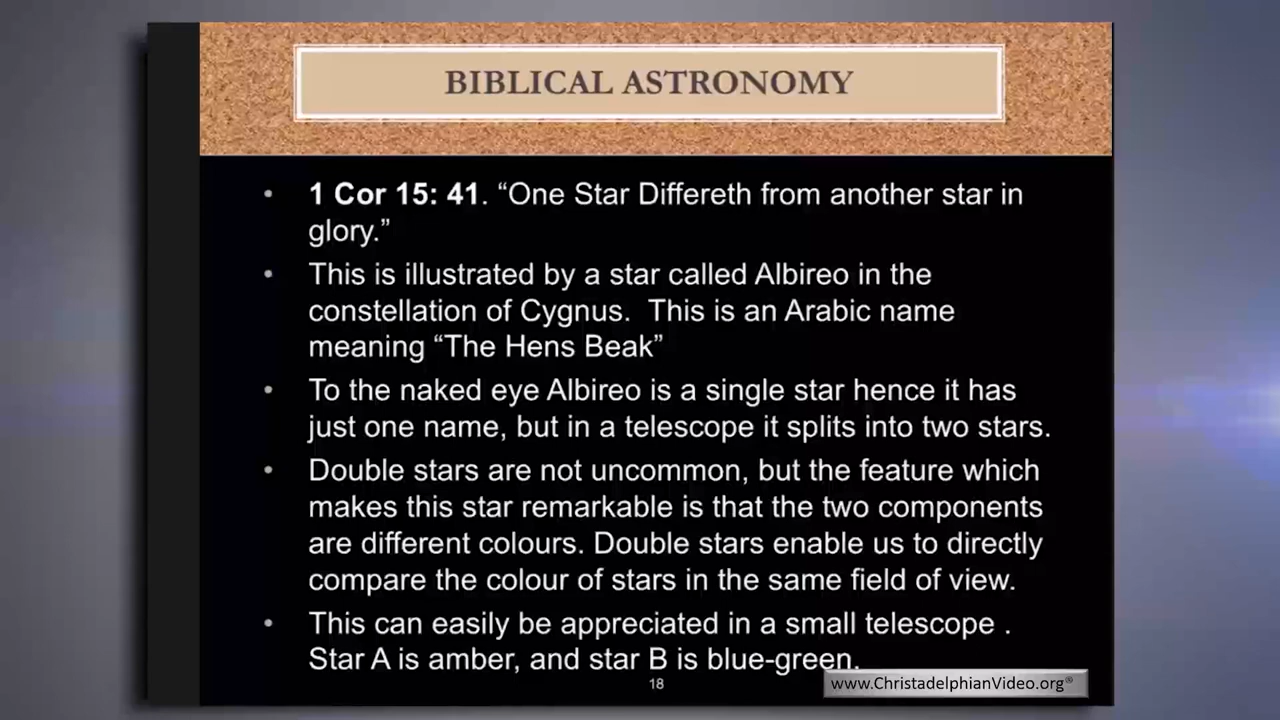 BIBLICAL ASTRONOMY
• 1 Cor 15: 41. “One Star Differeth from another star in
glory.”
• This is illustrated by a star called Albireo in the
constellation of Cygnus.  This is an Arabic name
meaning “The Hens Beak”
• To the naked eye Albireo is a single star hence it has
just one name, but in a telescope it splits into two stars.
• Double stars are not uncommon, but the feature which
makes this star remarkable is that the two components
are different colours. Double stars enable us to directly
compare the colour of stars in the same field of view.
• This can easily be appreciated in a small telescope .
Star A is amber, and star B is blue-green.
18
www.ChristadelphianVideo.org®